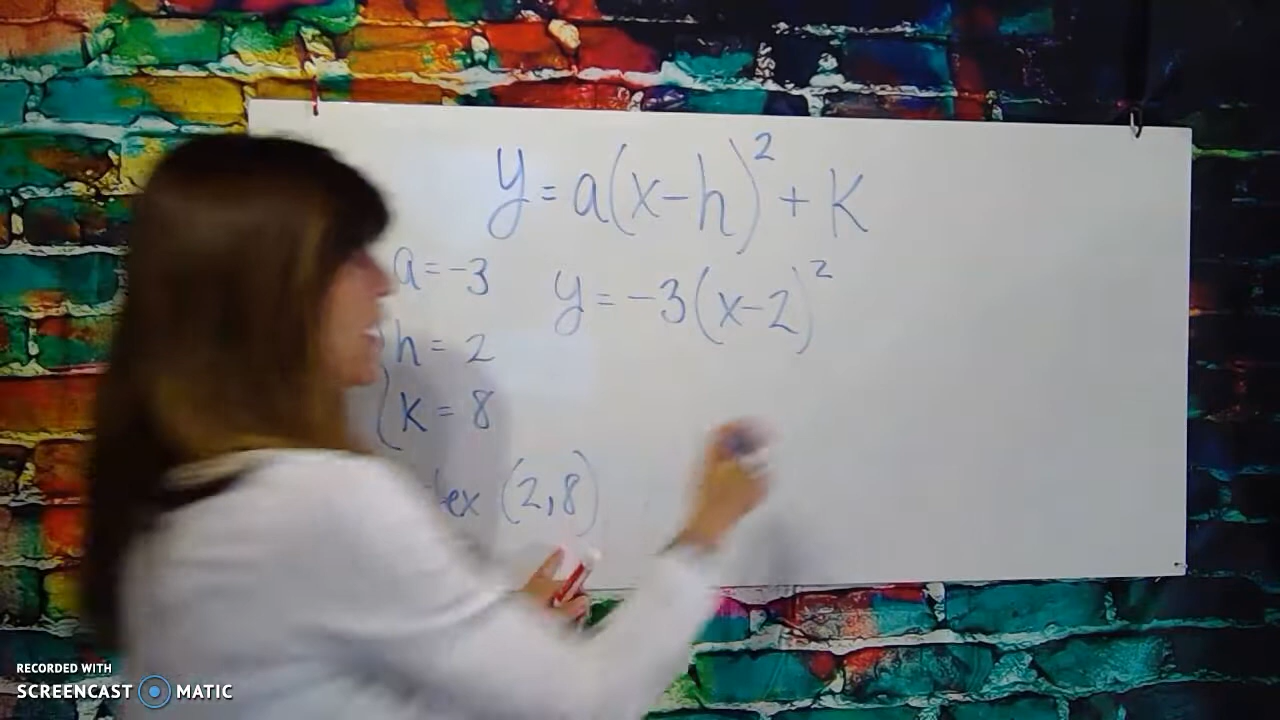 y = a(x-h)² + K
a = -3
y = -3(x-2)²
h = 2
K = 8
(2,8)
RECORDED WITH
SCREENCAST MATIC